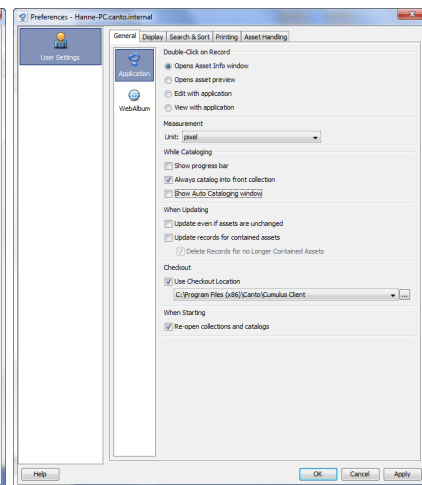 Preferences - Hanne-PC.canto.internal
User Settings
General Display Search & Sort Printing Asset Handling
Application
WebAlbum
Double-Click on Record
Opens Asset Info window
Opens asset preview
Edit with application
View with application
Measurement
Unit: pixel
While Cataloging
Show progress bar
Always catalog into front collection
Show Auto Cataloging window
When Updating
Update even if assets are unchanged
Update records for contained assets
Delete Records for no Longer Contained Assets
Checkout
Use Checkout Location
C:\Program Files (x86)\Canto\Cumulus Client
...
When Starting
Re-open collections and catalogs
Help OK Cancel Apply